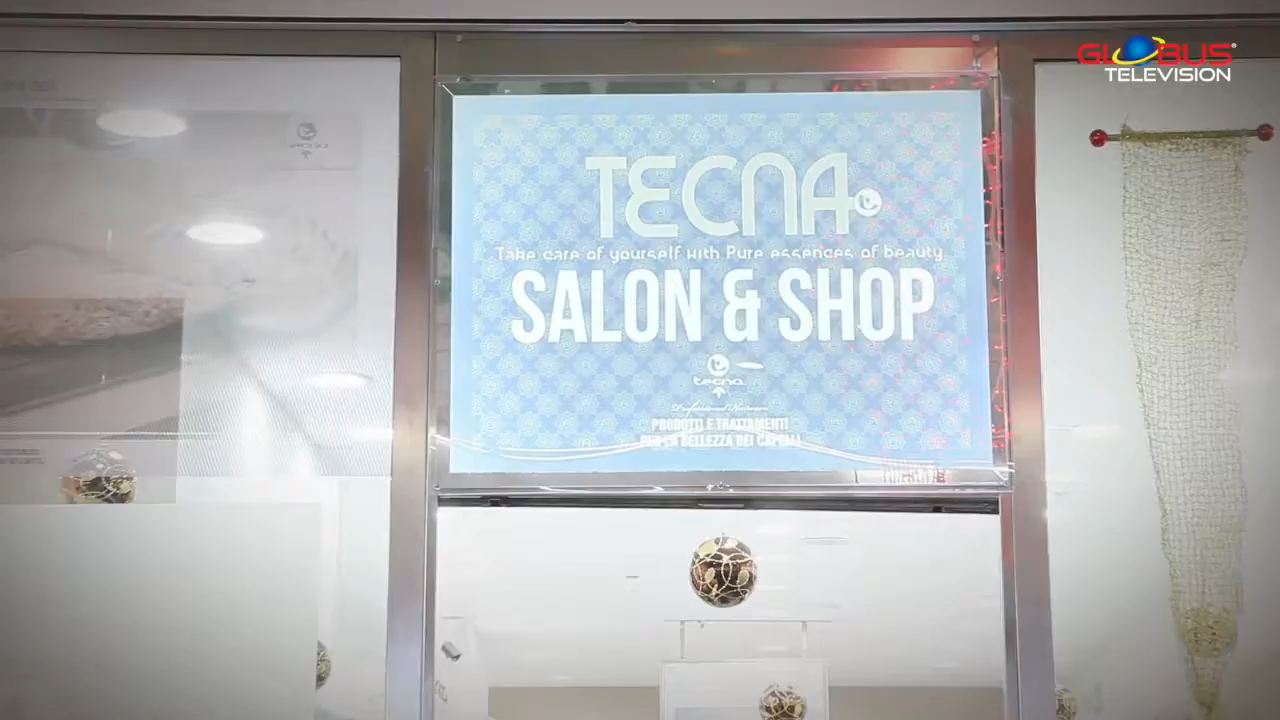 GLOBUS
TELEVISION
TECNA
Take care of yourself with Pure essences of beauty
SALON & SHOP
tecna
PRODOTTI E TRATTAMENTI
PER LA BELLEZZA DEI CAPELLI